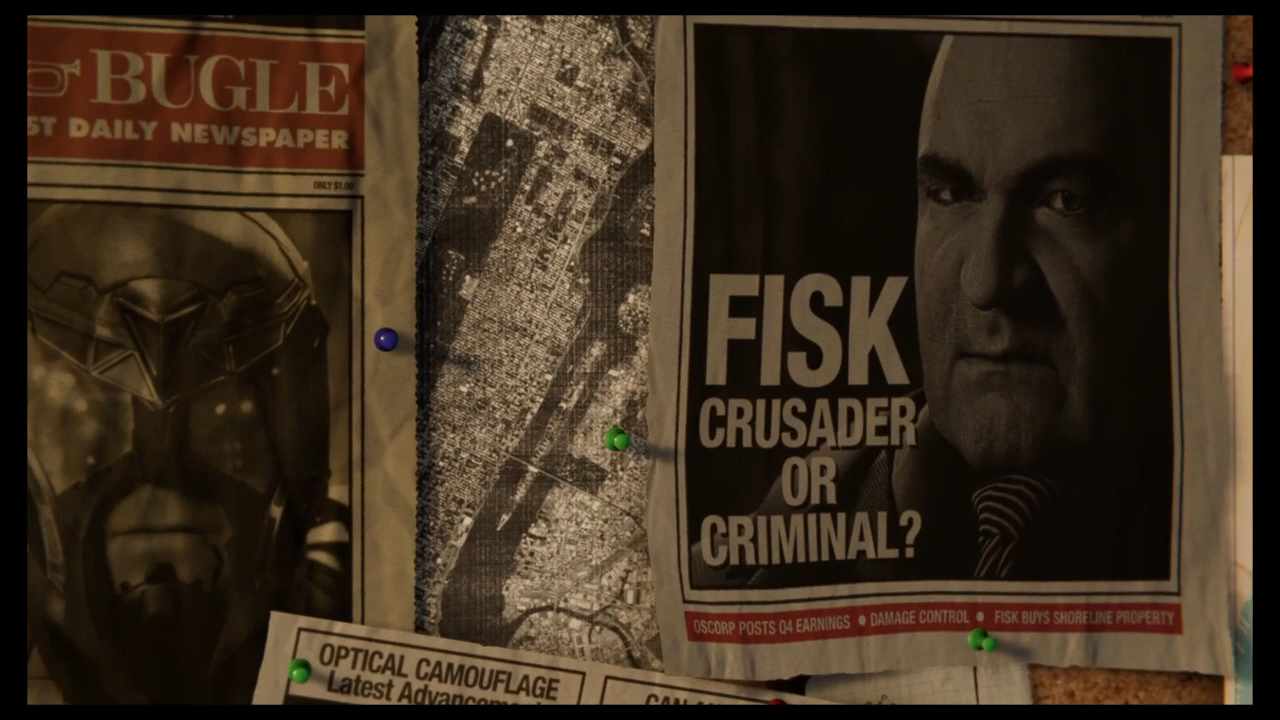 BUGLE
ST DAILY NEWSPAPER
ONLY $1.00
FISK
CRUSADER
OR
CRIMINAL?
OSCORP POSTS Q4 EARNINGS ● DAMAGE CONTROL ● FISK BUYS SHORELINE PROPERTY
OPTICAL CAMOUFLAGE
Latest